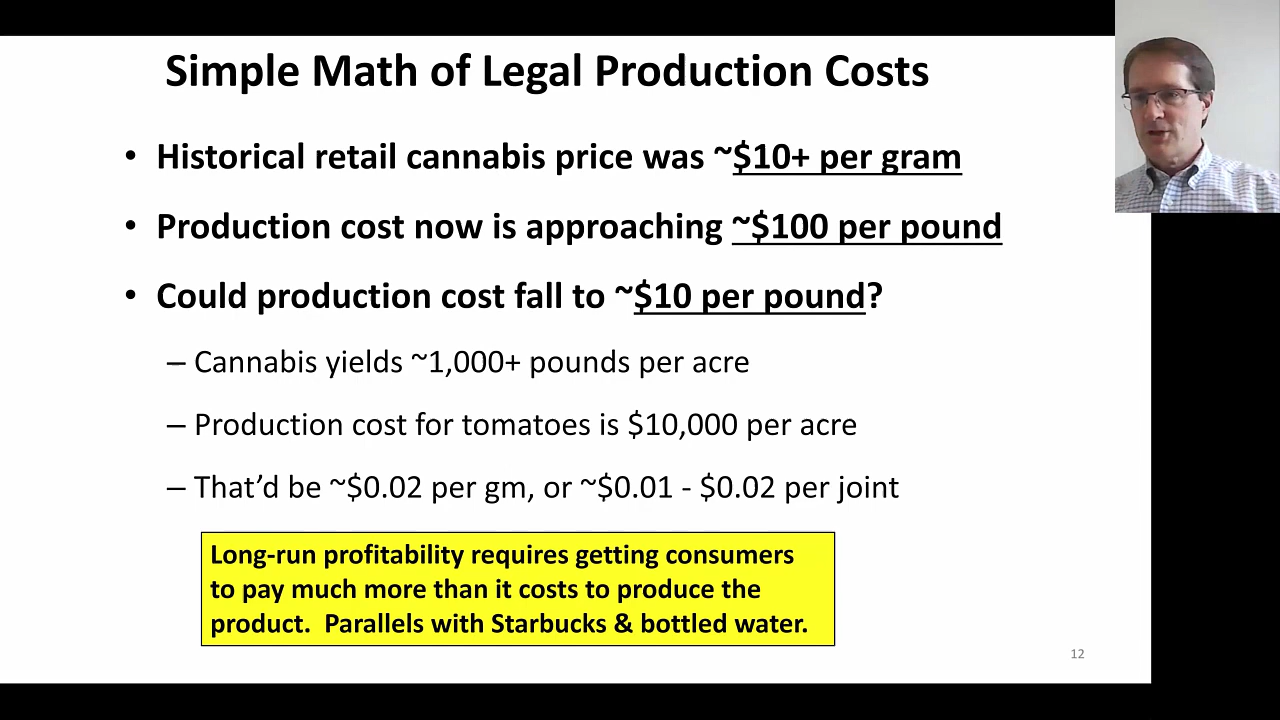 Simple Math of Legal Production Costs
• Historical retail cannabis price was ~$10+ per gram
• Production cost now is approaching ~$100 per pound
• Could production cost fall to ~$10 per pound?
– Cannabis yields ~1,000+ pounds per acre
– Production cost for tomatoes is $10,000 per acre
– That’d be ~$0.02 per gm, or ~$0.01 - $0.02 per joint
Long-run profitability requires getting consumers
to pay much more than it costs to produce the
product.  Parallels with Starbucks & bottled water.
12